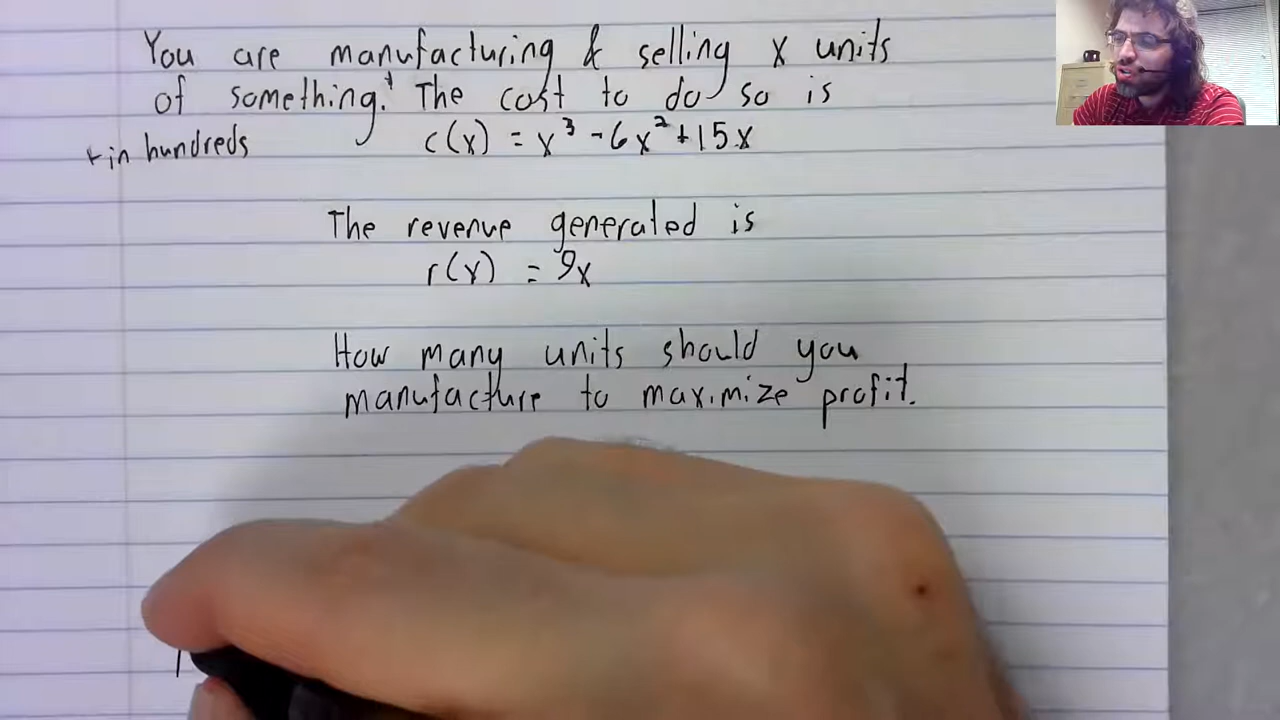 You are manufacturing & selling x units
of something.⁺ The cost to do so is
+ in hundreds
c(x) = x³ - 6x² + 15x
The revenue generated is
r(x) = 9x
How many units should you
manufacture to maximize profit.